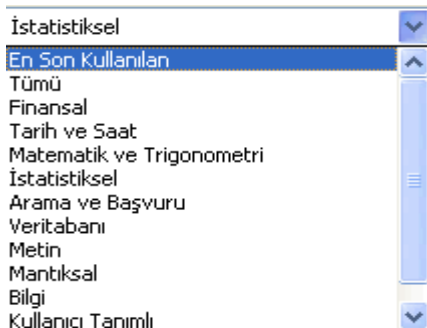 İstatistiksel
En Son Kullanılan
Tümü
Finansal
Tarih ve Saat
Matematik ve Trigonometri
İstatistiksel
Arama ve Başvuru
Veritabanı
Metin
Mantıksal
Bilgi
Kullanıcı Tanımlı